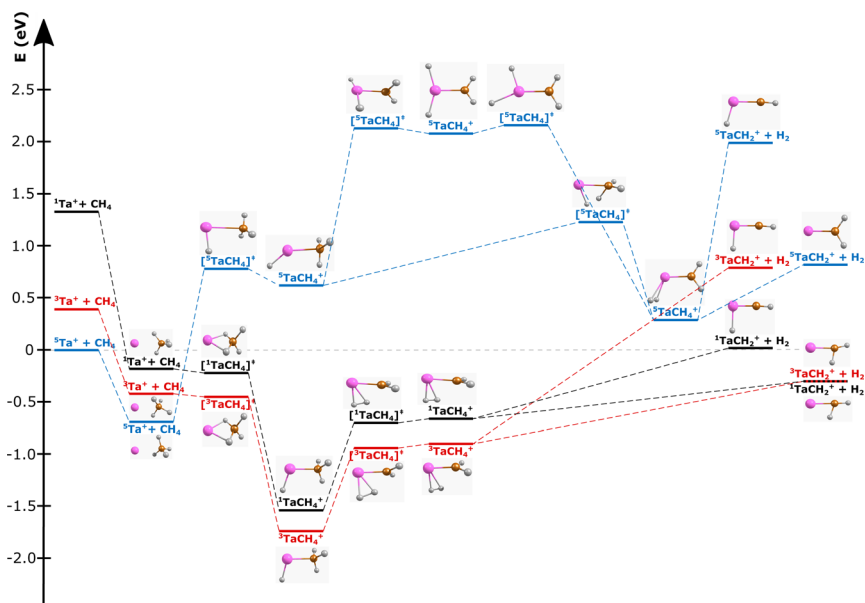 E (eV)
2.5
2.0
1.5
1.0
0.5
0
-0.5
-1.0
-1.5
-2.0
¹Ta⁺+ CH₄
³Ta⁺ + CH₄
⁵Ta⁺ + CH₄
¹Ta⁺+ CH₄
³Ta⁺ + CH₄
⁵Ta⁺+ CH₄
[⁵TaCH₄]⁺
[¹TaCH₄]⁺
[³TaCH₄]⁺
⁵TaCH₄⁺
¹TaCH₄⁺
³TaCH₄⁺
[⁵TaCH₄]⁺
[¹TaCH₄]⁺
[³TaCH₄]⁺
⁵TaCH₄⁺
¹TaCH₄⁺
³TaCH₄⁺
[⁵TaCH₄]⁺
[⁵TaCH₄]⁺
⁵TaCH₄⁺
⁵TaCH₂⁺ + H₂
³TaCH₂⁺ + H₂
¹TaCH₂⁺ + H₂
⁵TaCH₂⁺ + H₂
³TaCH₂⁺ + H₂
¹TaCH₂⁺ + H₂